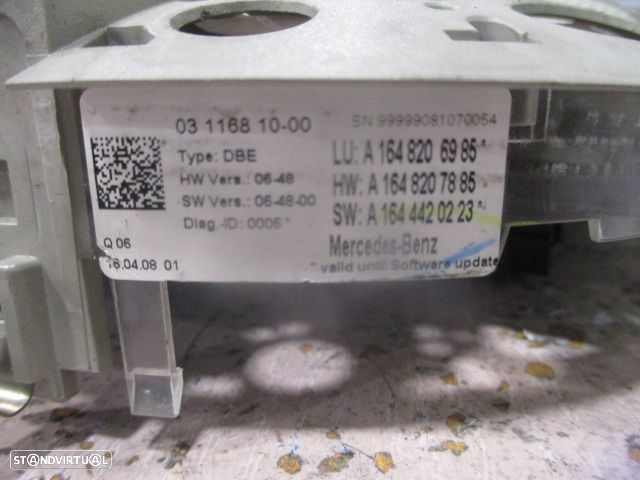 03 1168 10-00
SN 99999081070054
Type: DBE
HW Vers.: 06-48
SW Vers.: 06-48-00
Diag.-ID: 0006*
LU: A 164 820 69 85*
HW: A 164 820 78 85*
SW: A 164 442 02 23*
Mercedes-Benz
*valid until Software update
Q 06
16.04.08 01
STANDVIRTUAL